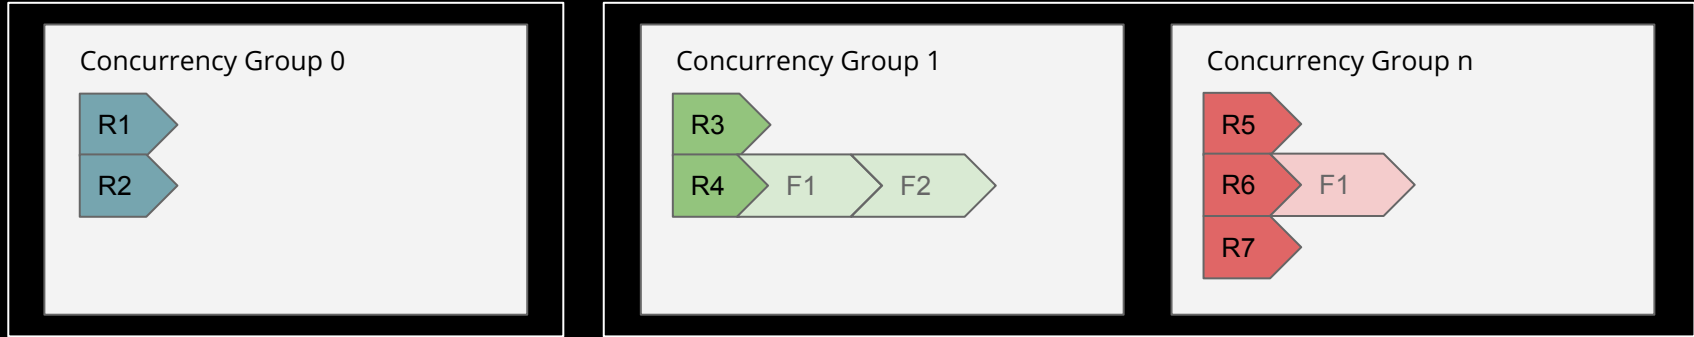 Concurrency Group 0
R1
R2
Concurrency Group 1
R3
R4 F1 F2
Concurrency Group n
R5
R6 F1
R7